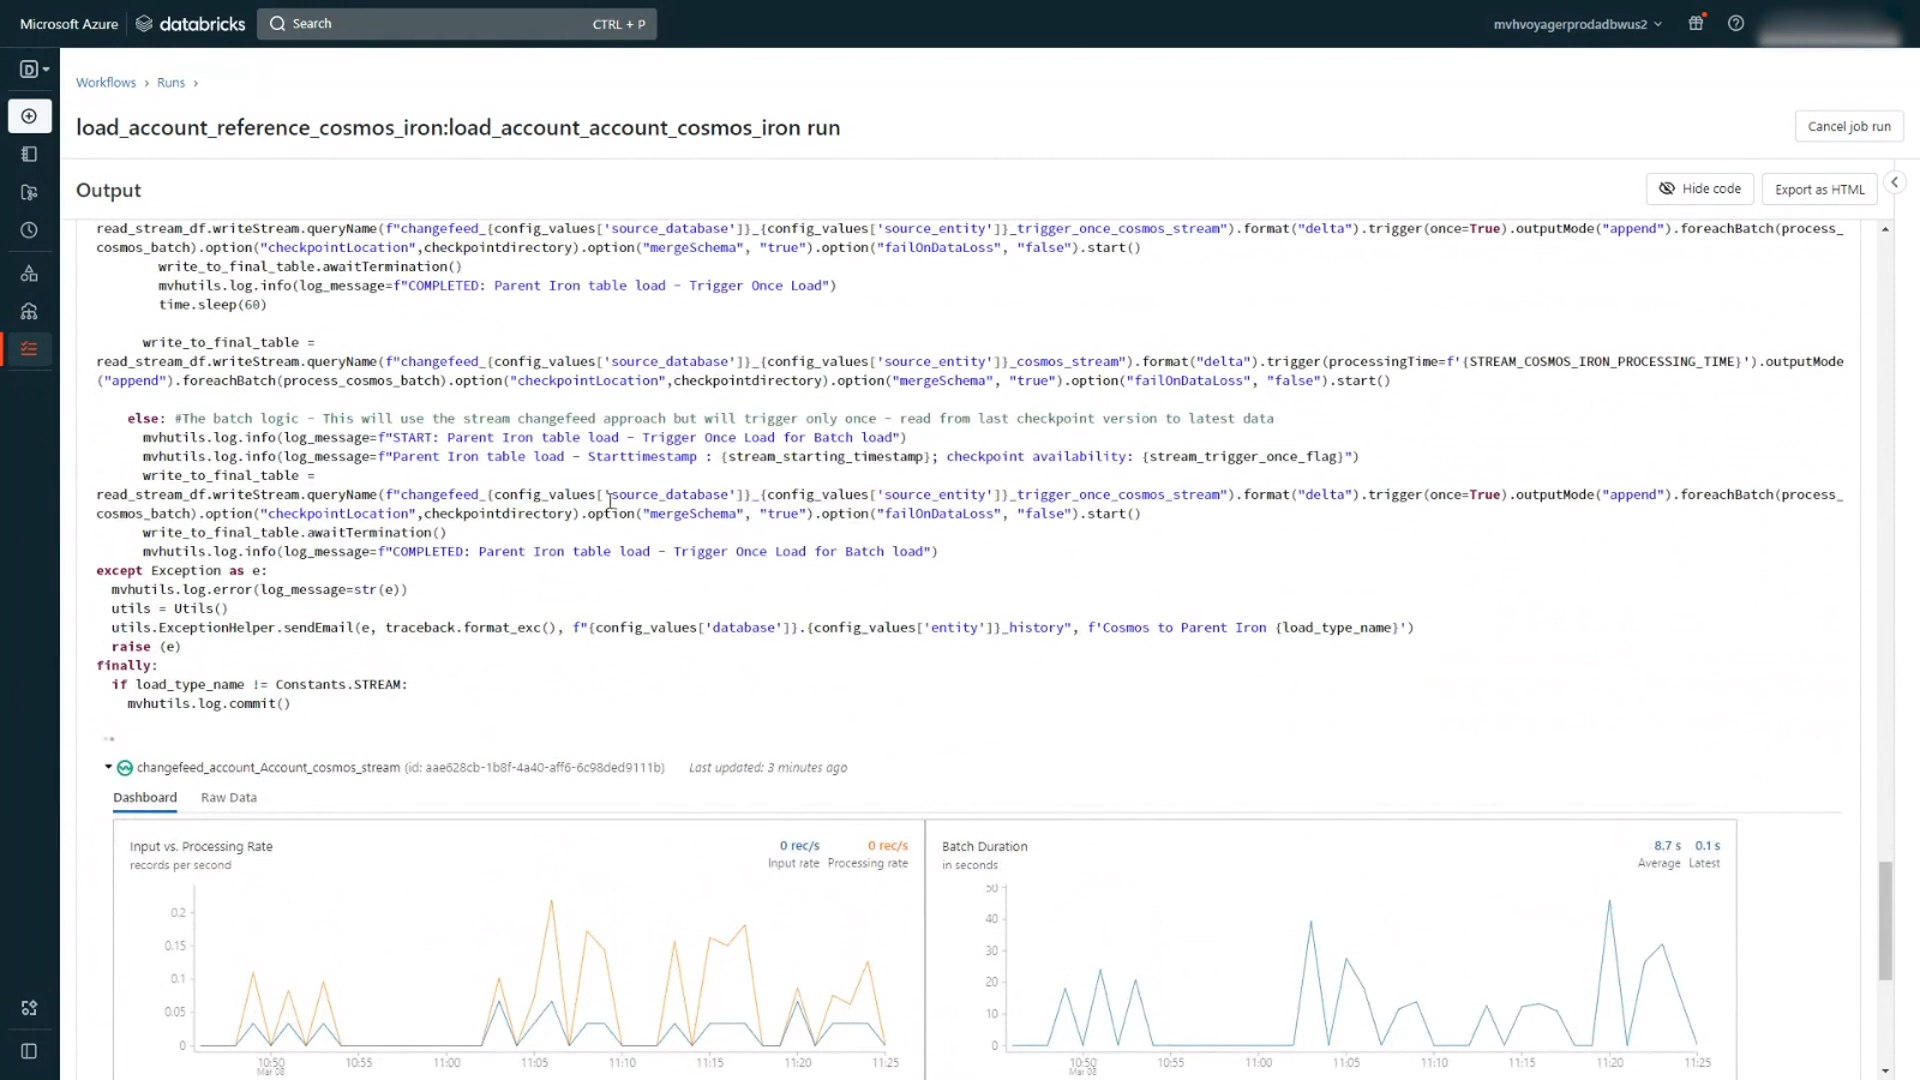 Microsoft Azure databricks Search CTRL + P mvhvoyagerprodadbwus2
Workflows › Runs ›
load_account_reference_cosmos_iron:load_account_account_cosmos_iron run
Cancel job run
Output
Hide code
Export as HTML
read_stream_df.writeStream.queryName(f"changefeed_{config_values['source_database']}_{config_values['source_entity']}_trigger_once_cosmos_stream").format("delta").trigger(once=True).outputMode("append").foreachBatch(process_
cosmos_batch).option("checkpointLocation",checkpointdirectory).option("mergeSchema", "true").option("failOnDataLoss", "false").start()
write_to_final_table.awaitTermination()
mvhutils.log.info(log_message=f"COMPLETED: Parent Iron table load - Trigger Once Load")
time.sleep(60)
write_to_final_table =
read_stream_df.writeStream.queryName(f"changefeed_{config_values['source_database']}_{config_values['source_entity']}_cosmos_stream").format("delta").trigger(processingTime=f'{STREAM_COSMOS_IRON_PROCESSING_TIME}').outputMode
("append").foreachBatch(process_cosmos_batch).option("checkpointLocation",checkpointdirectory).option("mergeSchema", "true").option("failOnDataLoss", "false").start()
else: #The batch logic - This will use the stream changefeed approach but will trigger only once - read from last checkpoint version to latest data
mvhutils.log.info(log_message=f"START: Parent Iron table load - Trigger Once Load for Batch load")
mvhutils.log.info(log_message=f"Parent Iron table load - Starttimestamp : {stream_starting_timestamp}; checkpoint availability: {stream_trigger_once_flag}")
write_to_final_table =
read_stream_df.writeStream.queryName(f"changefeed_{config_values['source_database']}_{config_values['source_entity']}_trigger_once_cosmos_stream").format("delta").trigger(once=True).outputMode("append").foreachBatch(process_
cosmos_batch).option("checkpointLocation",checkpointdirectory).option("mergeSchema", "true").option("failOnDataLoss", "false").start()
write_to_final_table.awaitTermination()
mvhutils.log.info(log_message=f"COMPLETED: Parent Iron table load - Trigger Once Load for Batch load")
except Exception as e:
mvhutils.log.error(log_message=str(e))
utils = Utils()
utils.ExceptionHelper.sendEmail(e, traceback.format_exc(), f"{config_values['database']}.{config_values['entity']}_history", f'Cosmos to Parent Iron {load_type_name}')
raise (e)
finally:
if load_type_name != Constants.STREAM:
mvhutils.log.commit()
changefeed_account_Account_cosmos_stream (id: aae628cb-1b8f-4a40-aff6-6c98ded9111b) Last updated: 3 minutes ago
Dashboard Raw Data
Input vs. Processing Rate
records per second
0 rec/s 0 rec/s
Input rate Processing rate
0.2
0.15
0.1
0.05
0
10:50 10:55 11:00 11:05 11:10 11:15 11:20 11:25
Mar 08
Batch Duration
in seconds
8.7 s 0.1 s
Average Latest
50
40
30
20
10
0
10:50 10:55 11:00 11:05 11:10 11:15 11:20 11:25
Mar 08